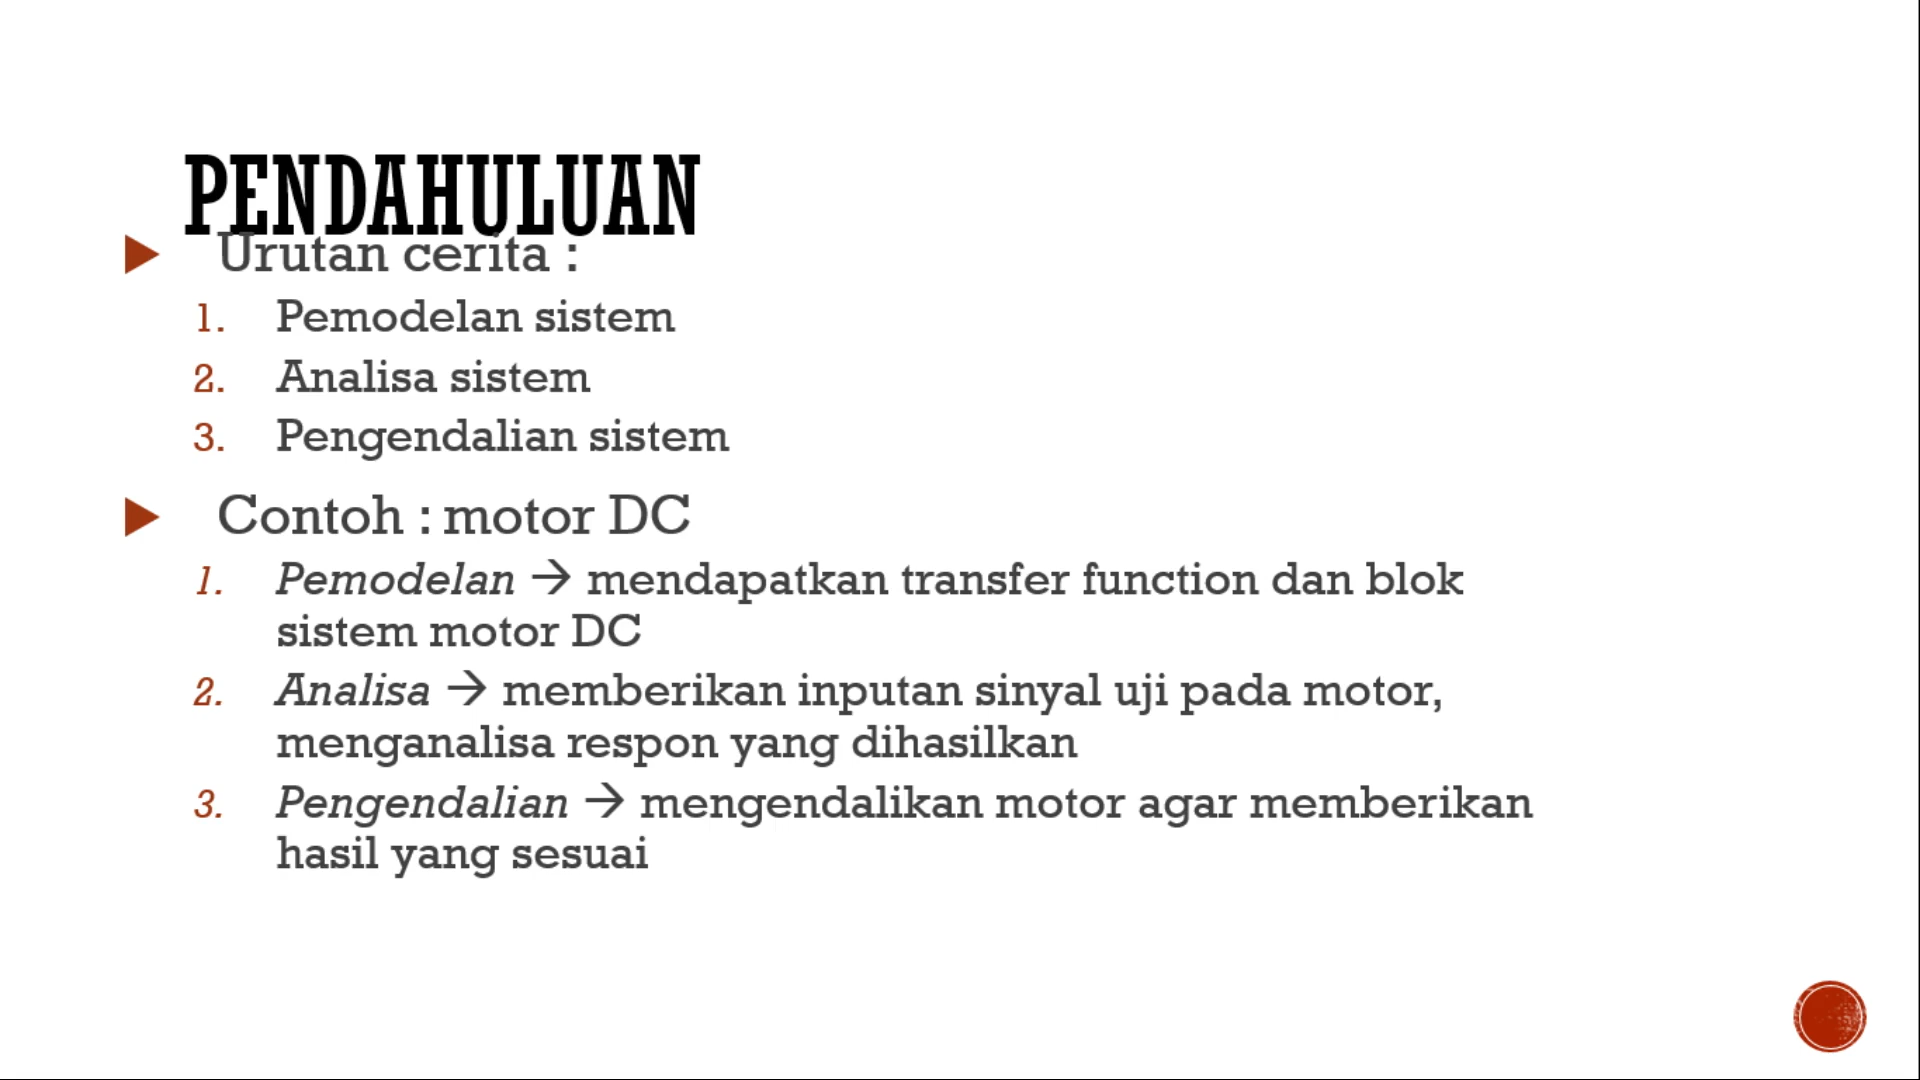 PENDAHULUAN
Urutan cerita :
1. Pemodelan sistem
2. Analisa sistem
3. Pengendalian sistem
Contoh : motor DC
1. Pemodelan → mendapatkan transfer function dan blok
sistem motor DC
2. Analisa → memberikan inputan sinyal uji pada motor,
menganalisa respon yang dihasilkan
3. Pengendalian → mengendalikan motor agar memberikan
hasil yang sesuai